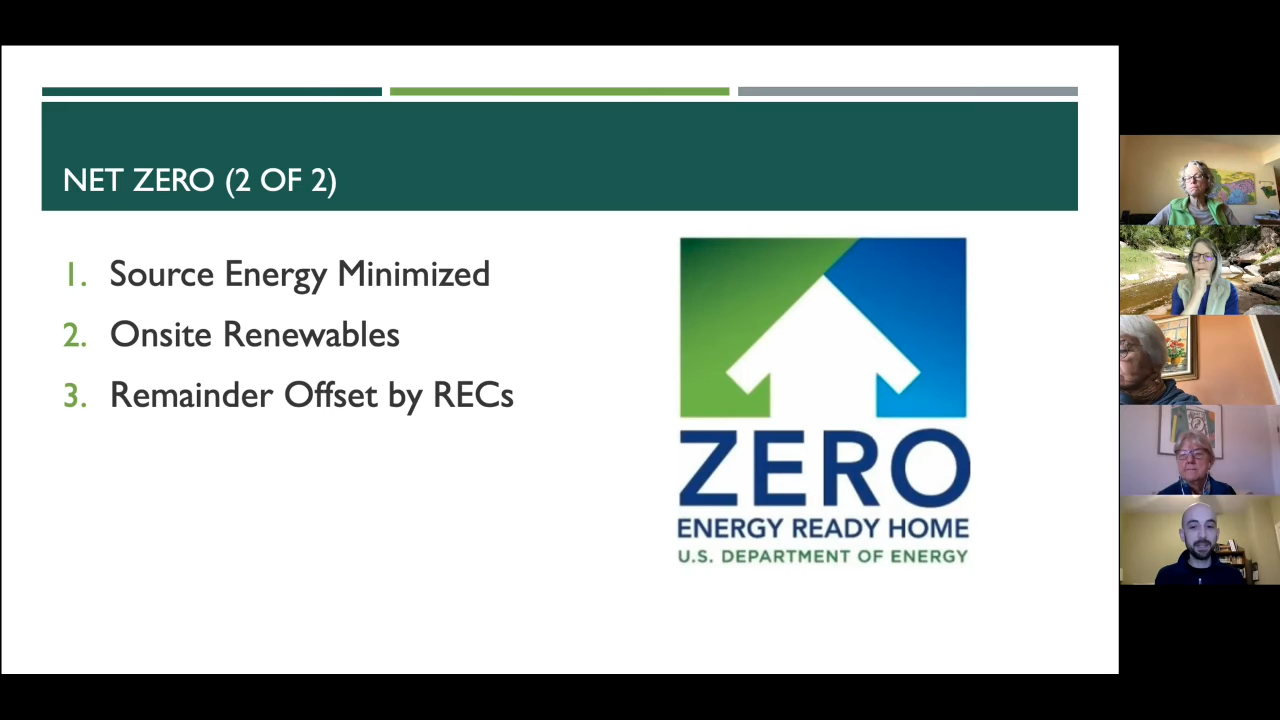 NET ZERO (2 OF 2)
1. Source Energy Minimized
2. Onsite Renewables
3. Remainder Offset by RECs
ZERO
ENERGY READY HOME
U.S. DEPARTMENT OF ENERGY